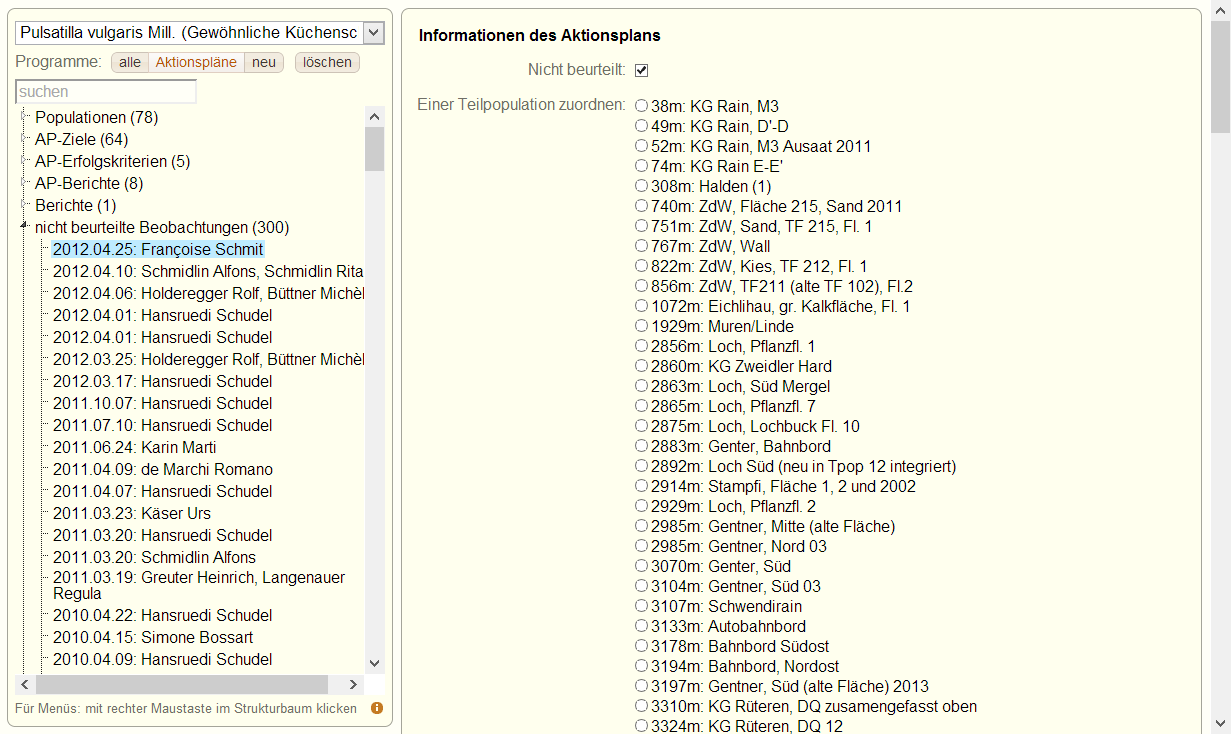 Pulsatilla vulgaris Mill. (Gewöhnliche Küchensc
Programme: alle Aktionspläne neu löschen
suchen
Populationen (78)
AP-Ziele (64)
AP-Erfolgskriterien (5)
AP-Berichte (8)
Berichte (1)
nicht beurteilte Beobachtungen (300)
2012.04.25: Françoise Schmit
2012.04.10: Schmidlin Alfons, Schmidlin Rita
2012.04.06: Holderegger Rolf, Büttner Michèl
2012.04.01: Hansruedi Schudel
2012.04.01: Hansruedi Schudel
2012.03.25: Holderegger Rolf, Büttner Michèl
2012.03.17: Hansruedi Schudel
2011.10.07: Hansruedi Schudel
2011.07.10: Hansruedi Schudel
2011.06.24: Karin Marti
2011.04.09: de Marchi Romano
2011.04.07: Hansruedi Schudel
2011.03.23: Käser Urs
2011.03.20: Hansruedi Schudel
2011.03.20: Schmidlin Alfons
2011.03.19: Greuter Heinrich, Langenauer
Regula
2010.04.22: Hansruedi Schudel
2010.04.15: Simone Bossart
2010.04.09: Hansruedi Schudel
Für Menüs: mit rechter Maustaste im Strukturbaum klicken
Informationen des Aktionsplans
Nicht beurteilt:
Einer Teilpopulation zuordnen:
38m: KG Rain, M3
49m: KG Rain, D'-D
52m: KG Rain, M3 Ausaat 2011
74m: KG Rain E-E'
308m: Halden (1)
740m: ZdW, Fläche 215, Sand 2011
751m: ZdW, Sand, TF 215, Fl. 1
767m: ZdW, Wall
822m: ZdW, Kies, TF 212, Fl. 1
856m: ZdW, TF211 (alte TF 102), Fl.2
1072m: Eichlihau, gr. Kalkfläche, Fl. 1
1929m: Muren/Linde
2856m: Loch, Pflanzfl. 1
2860m: KG Zweidler Hard
2863m: Loch, Süd Mergel
2865m: Loch, Pflanzfl. 7
2875m: Loch, Lochbuck Fl. 10
2883m: Genter, Bahnbord
2892m: Loch Süd (neu in Tpop 12 integriert)
2914m: Stampfi, Fläche 1, 2 und 2002
2929m: Loch, Pflanzfl. 2
2985m: Gentner, Mitte (alte Fläche)
2985m: Gentner, Nord 03
3070m: Genter, Süd
3104m: Gentner, Süd 03
3107m: Schwendirain
3133m: Autobahnbord
3178m: Bahnbord Südost
3194m: Bahnbord, Nordost
3197m: Gentner, Süd (alte Fläche) 2013
3310m: KG Rüteren, DQ zusamengefasst oben
3324m: KG Rüteren, DQ 12